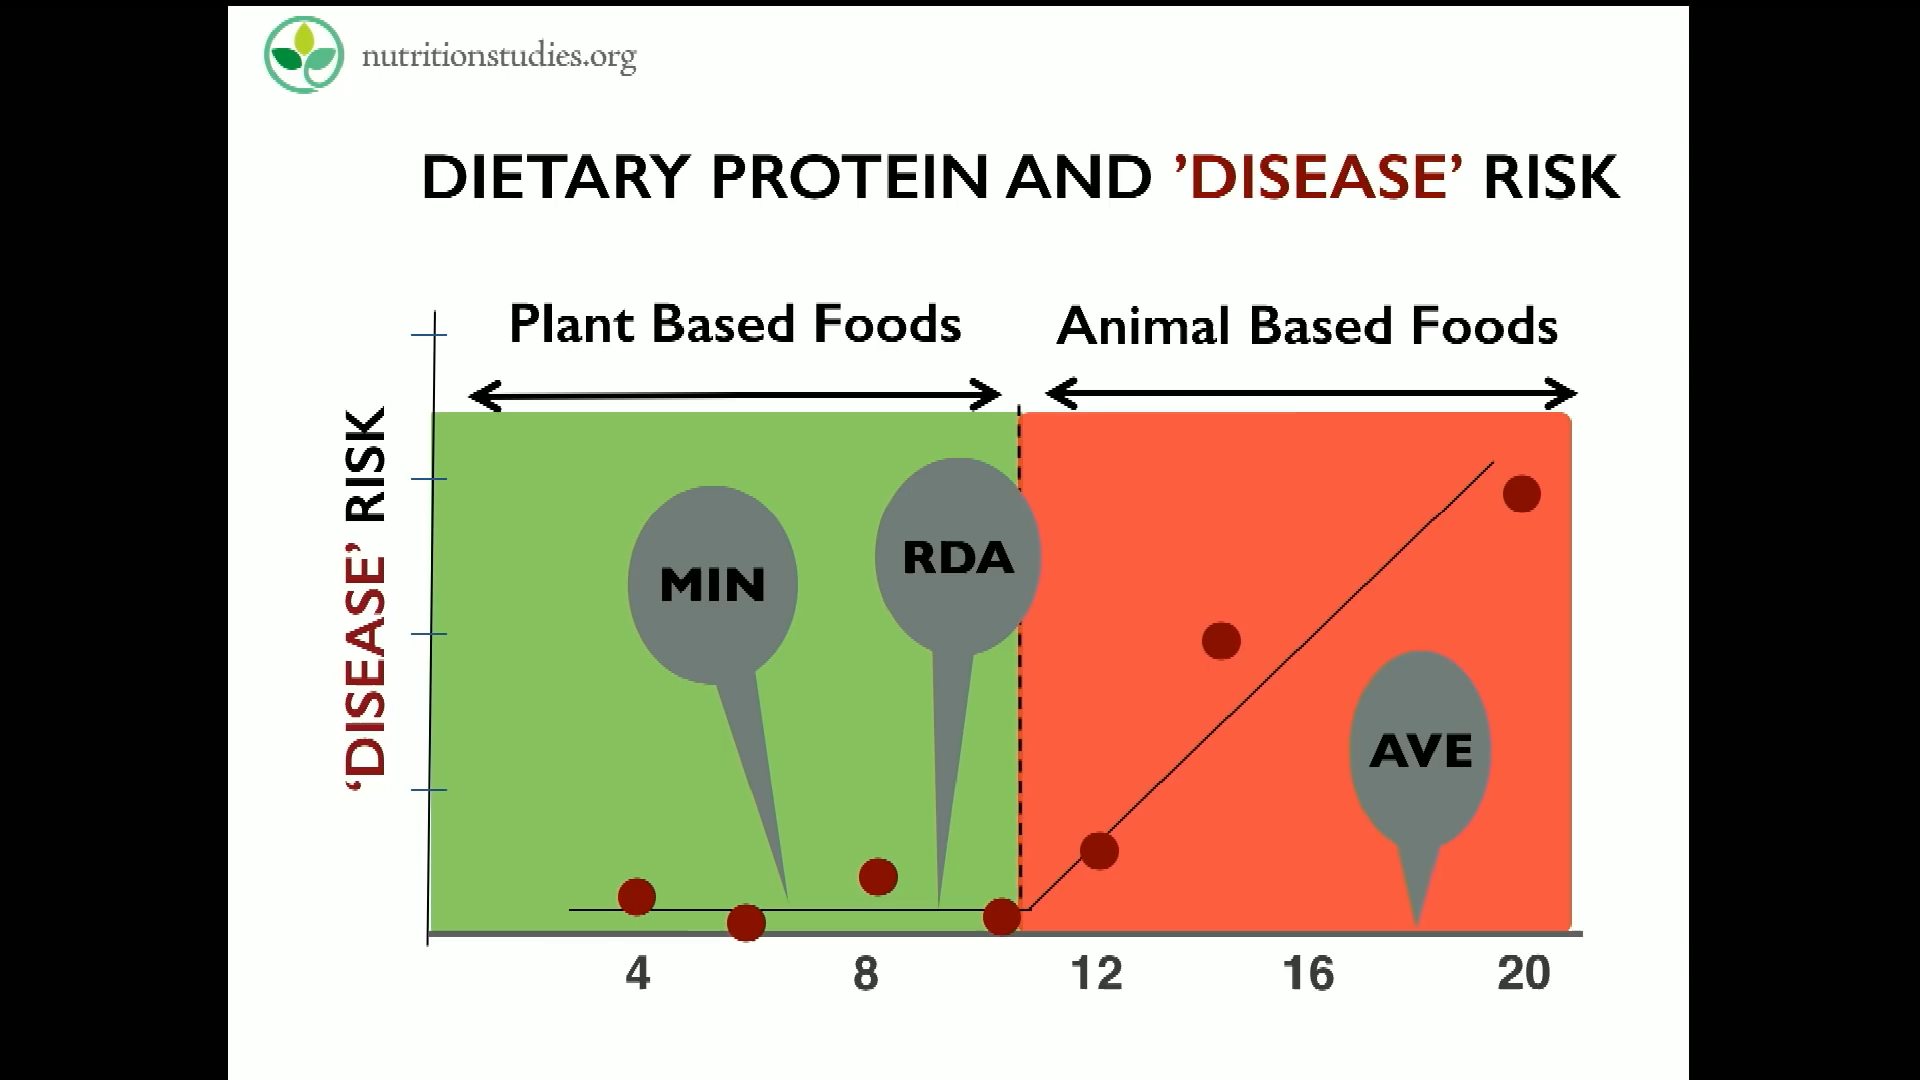 nutritionstudies.org
DIETARY PROTEIN AND ’DISEASE’ RISK
Plant Based Foods
Animal Based Foods
‘DISEASE’ RISK
MIN
RDA
AVE
4 8 12 16 20